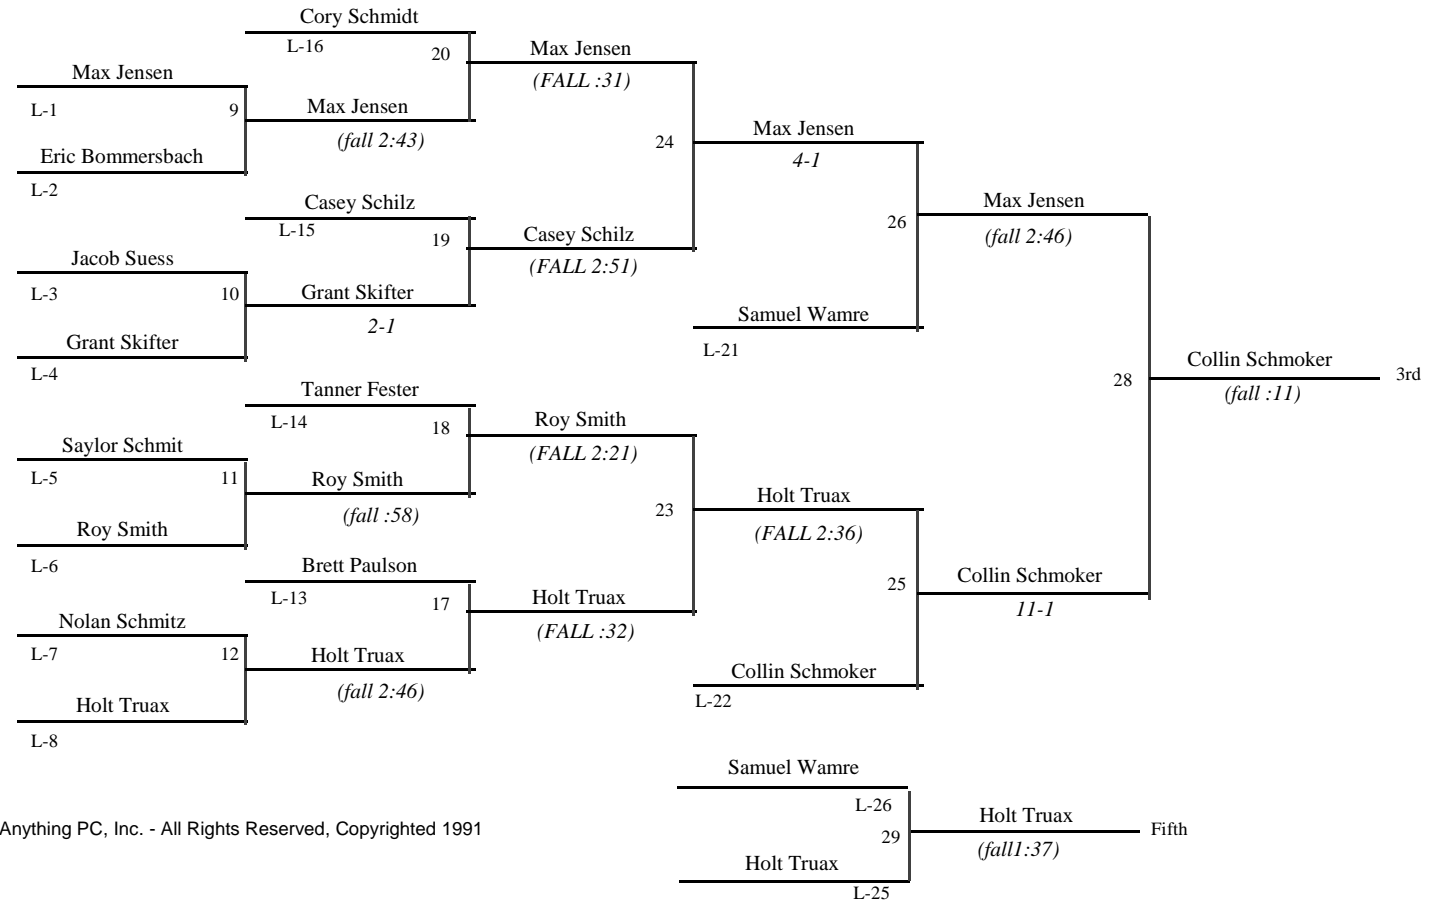 Cory Schmidt
L-16
20
Max Jensen
(FALL :31)
Max Jensen
L-1
9
Max Jensen
(fall 2:43)
24
Max Jensen
4-1
Eric Bommersbach
L-2
Casey Schilz
L-15
19
Casey Schilz
(FALL 2:51)
26
Max Jensen
(fall 2:46)
Jacob Suess
L-3
10
Grant Skifter
2-1
Samuel Wamre
L-21
Grant Skifter
L-4
28
Collin Schmoker
(fall :11)
3rd
Tanner Fester
L-14
18
Roy Smith
(FALL 2:21)
Saylor Schmit
L-5
11
Roy Smith
(fall :58)
23
Holt Truax
(FALL 2:36)
Roy Smith
L-6
Brett Paulson
L-13
17
Holt Truax
(FALL :32)
25
Collin Schmoker
11-1
Nolan Schmitz
L-7
12
Holt Truax
(fall 2:46)
Collin Schmoker
L-22
Holt Truax
L-8
Samuel Wamre
L-26
29
Holt Truax
(fall1:37)
Fifth
Holt Truax
L-25
Anything PC, Inc. - All Rights Reserved, Copyrighted 1991